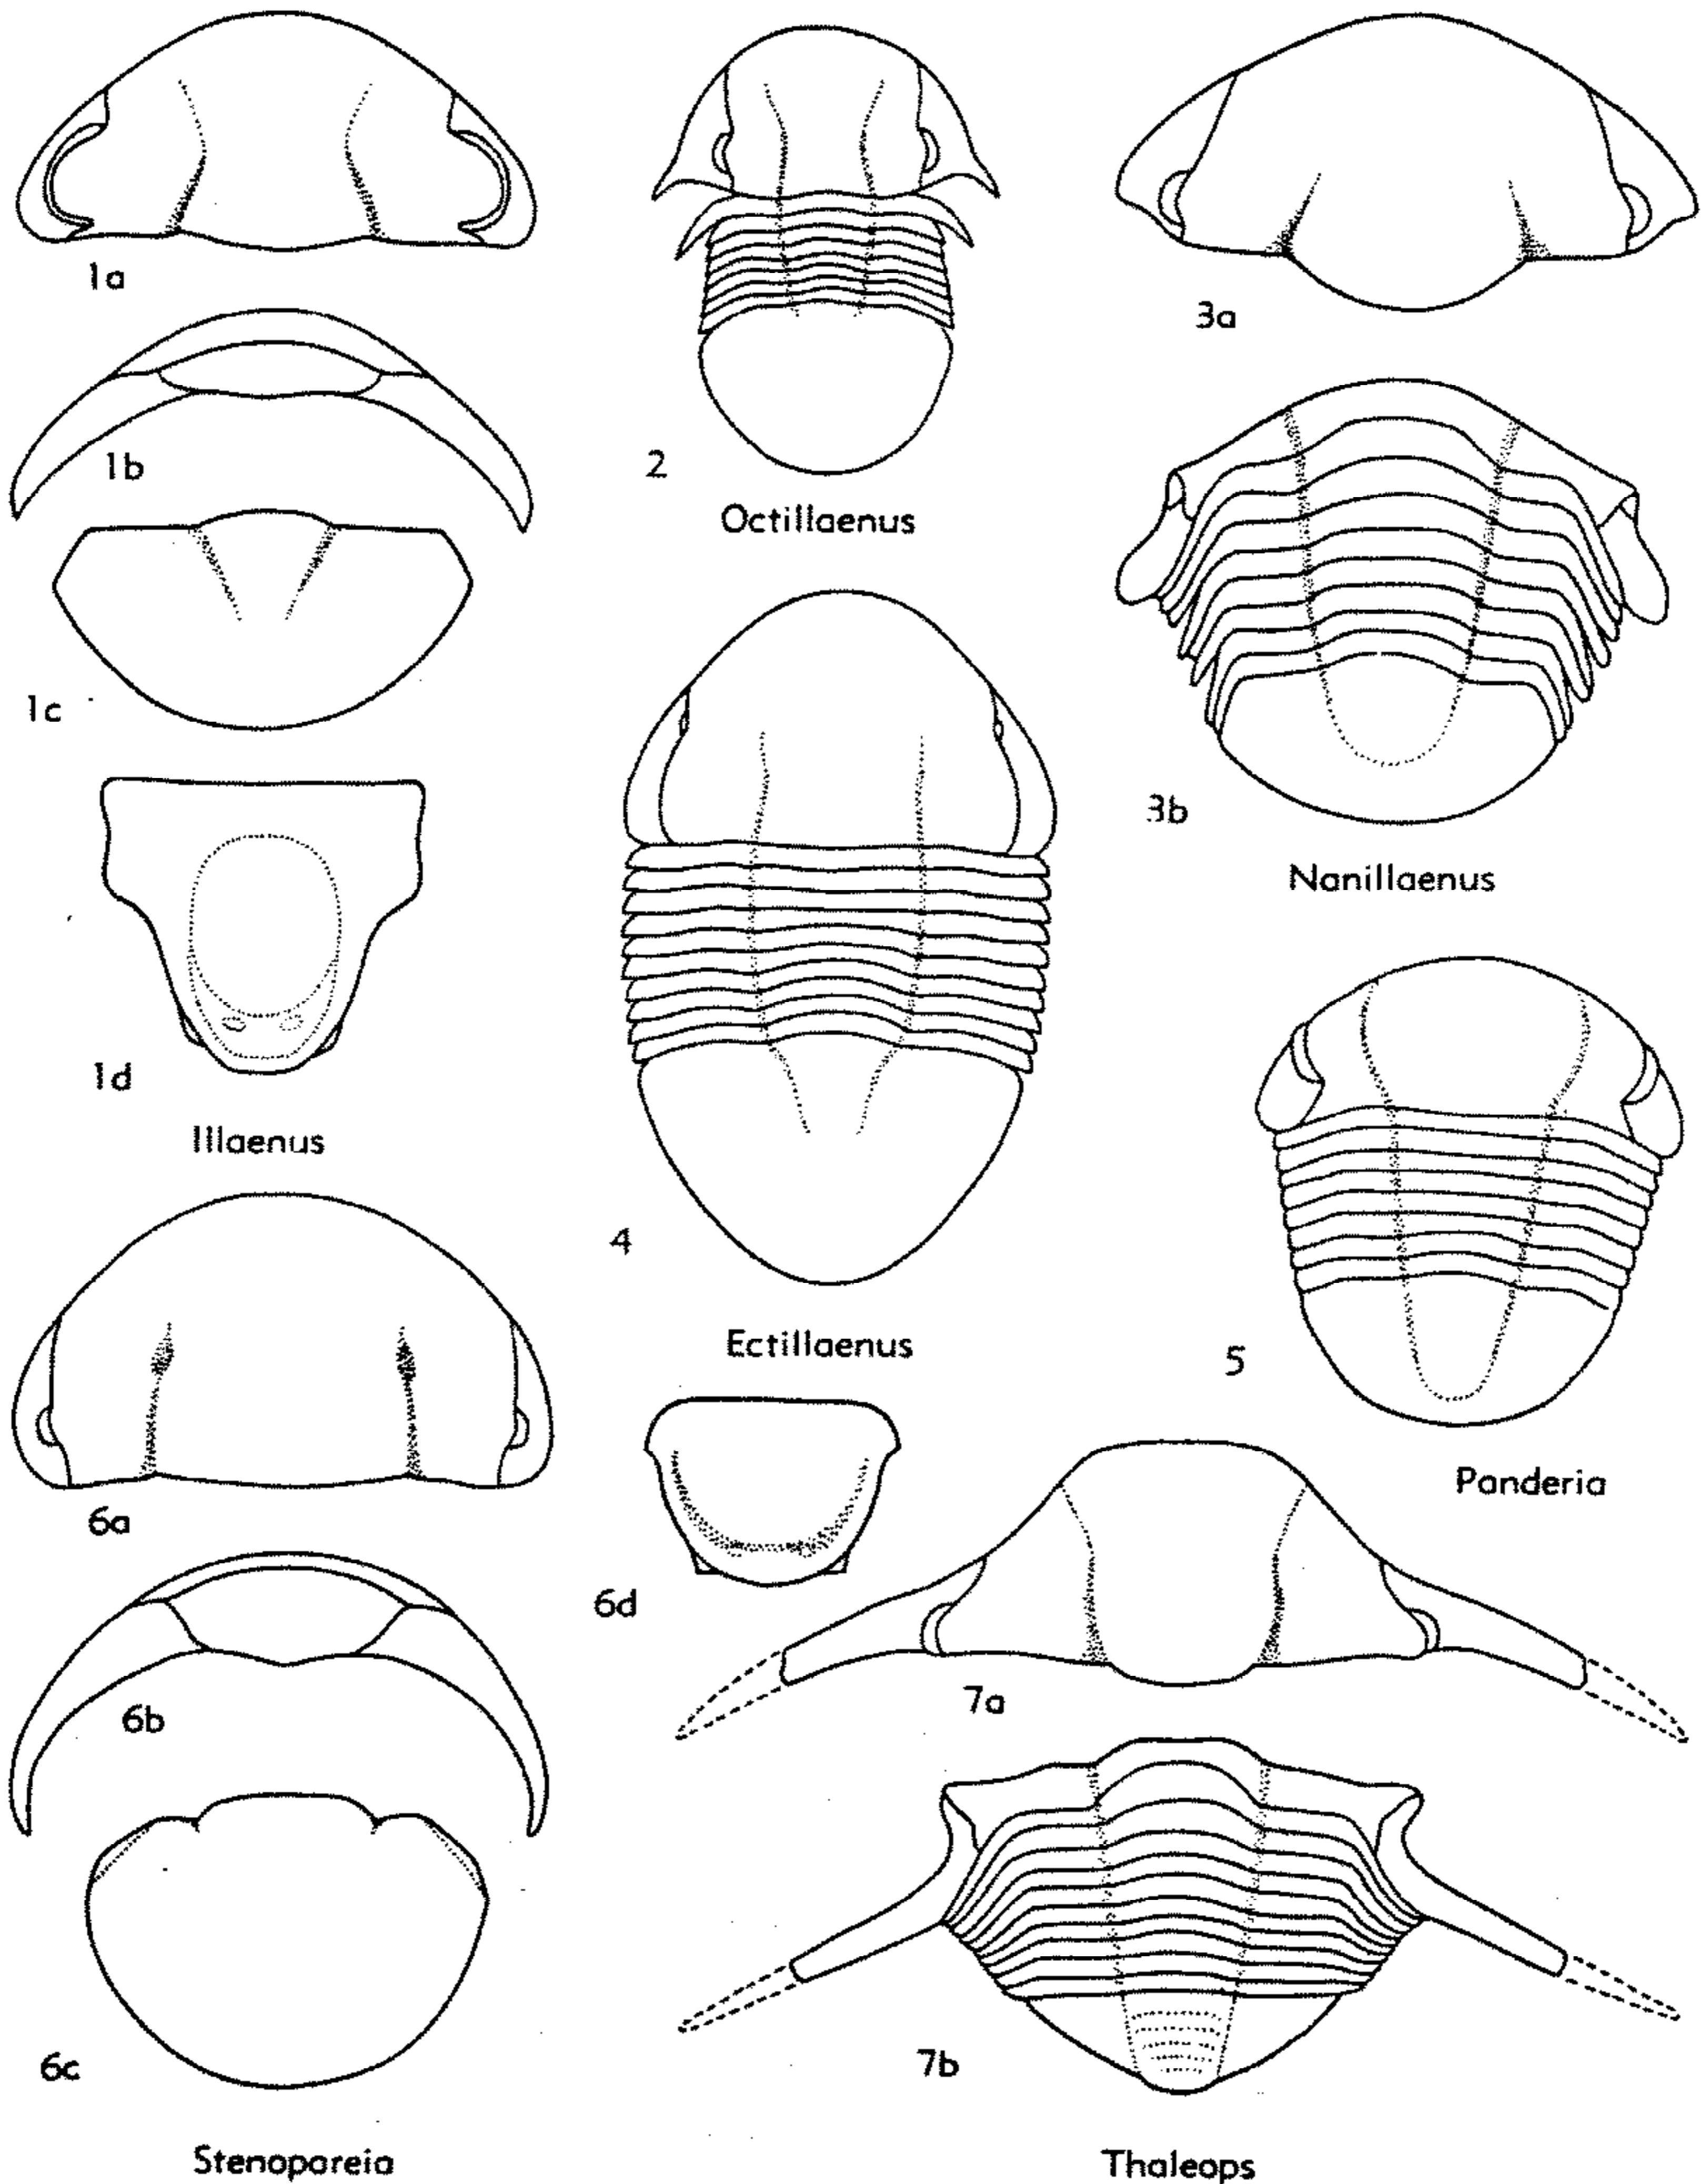 1a
1b
1c
1d
Illaenus
2
Octillaenus
3a
3b
Nanillaenus
4
Ectillaenus
5
Panderia
6a
6b
6c
6d
Stenopareia
7a
7b
Thaleops